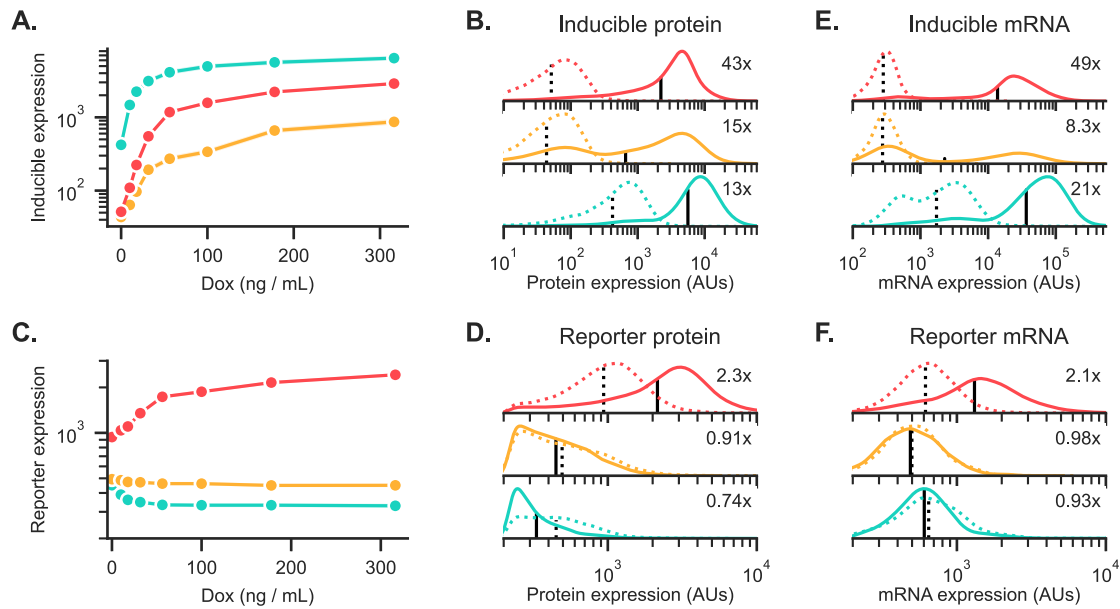 A.
Inducible expression
10³
10²
0
100
200
300
Dox (ng / mL)
B.
Inducible protein
43x
15x
13x
10¹
10²
10³
10⁴
Protein expression (AUs)
E.
Inducible mRNA
49x
8.3x
21x
10²
10³
10⁴
10⁵
mRNA expression (AUs)
C.
Reporter expression
10³
0
100
200
300
Dox (ng / mL)
D.
Reporter protein
2.3x
0.91x
0.74x
10³
10⁴
Protein expression (AUs)
F.
Reporter mRNA
2.1x
0.98x
0.93x
10³
10⁴
mRNA expression (AUs)